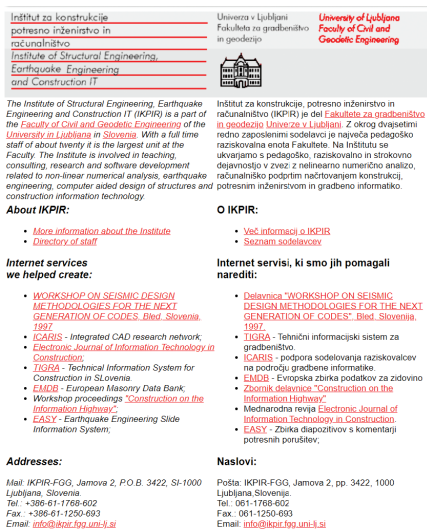 Inštitut za konstrukcije
potresno inženirstvo in
računalništvo
Institute of Structural Engineering,
Earthquake Engineering
and Construction IT
Univerza v Ljubljani
Fakulteta za gradbeništvo
in geodezijo
University of Ljubljana
Faculty of Civil and
Geodetic Engineering
The Institute of Structural Engineering, Earthquake
Engineering and Construction IT (IKPIR) is a part of
the Faculty of Civil and Geodetic Engineering of the
University in Ljubljana in Slovenia. With a full time
staff of about twenty it is the largest unit at the
Faculty. The Institute is involved in teaching,
consulting, research and software development
related to non-linear numerical analysis, earthquake
engineering, computer aided design of structures and
construction information technology.
About IKPIR:
More information about the Institute
Directory of staff
Internet services
we helped create:
WORKSHOP ON SEISMIC DESIGN
METHODOLOGIES FOR THE NEXT
GENERATION OF CODES, Bled, Slovenia,
1997
ICARIS - Integrated CAD research network;
Electronic Journal of Information Technology in
Construction;
TIGRA - Technical Information System for
Construction in SLovenia.
EMDB - European Masonry Data Bank;
Workshop proceedings "Construction on the
Information Highway";
EASY - Earthquake Engineering Slide
Information System;
Addresses:
Mail: IKPIR-FGG, Jamova 2, P.O.B. 3422, SI-1000
Ljubljana, Slovenia.
Tel.: +386-61-1768-602
Fax.: +386-61-1250-693
Email: info@ikpir.fgg.uni-lj.si
Inštitut za konstrukcije, potresno inženirstvo in
računalništvo (IKPIR) je del Fakultete za gradbeništvo
in geodezijo Univerze v Ljubljani. Z okrog dvajsetimi
redno zaposlenimi sodelavci je največja pedagoško
raziskovalna enota Fakultete. Na Inštitutu se
ukvarjamo s pedagoško, raziskovalno in strokovno
dejavnostjo v zvezi z nelinearno numerično analizo,
računalniško podprtim načrtovanjem konstrukcij,
potresnim inženirstvom in gradbeno informatiko.
O IKPIR:
Več informacij o IKPIR
Seznam sodelavcev
Internet servisi, ki smo jih pomagali
narediti:
Delavnica "WORKSHOP ON SEISMIC
DESIGN METHODOLOGIES FOR THE NEXT
GENERATION OF CODES", Bled, Slovenija,
1997.
TIGRA - Tehnični informacijski sistem za
gradbeništvo.
ICARIS - podpora sodelovanja raziskovalcev
na področju gradbene informatike.
EMDB - Evropska zbirka podatkov za zidovino
Zbornik delavnice "Construction on the
Information Highway"
Mednarodna revija Electronic Journal of
Information Technology in Construction.
EASY - Zbirka diapozitivov s komentarji
potresnih porušitev;
Naslovi:
Pošta: IKPIR-FGG, Jamova 2, pp. 3422, 1000
Ljubljana,Slovenija.
Tel.: 061-1768-602
Fax.: 061-1250-693
Email: info@ikpir.fgg.uni-lj.si